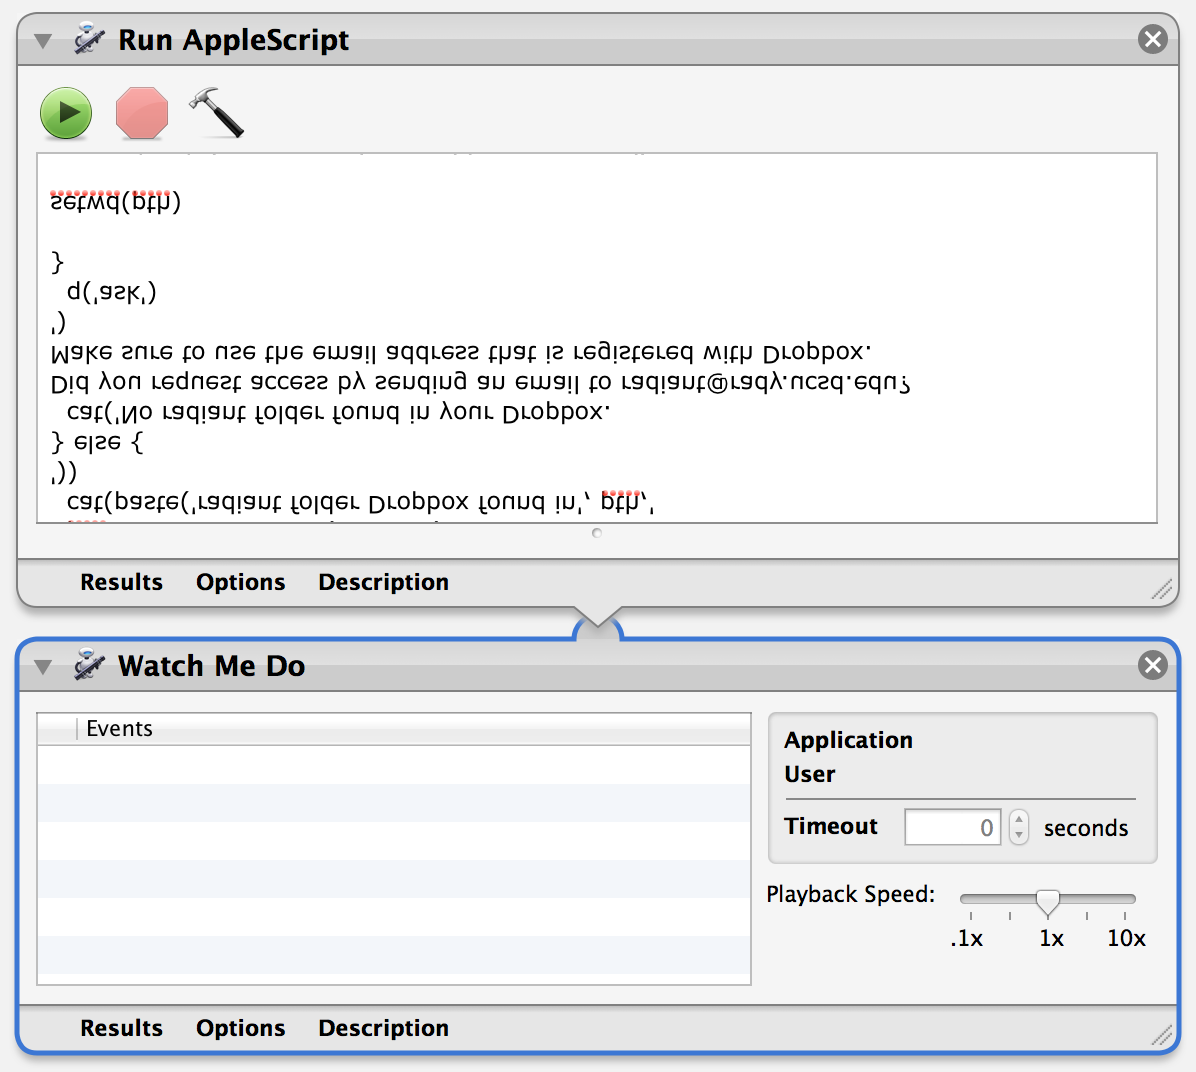 Run AppleScript
cat(paste('radiant folder Dropbox found in', pth,'
'))
} else {
cat('No radiant folder found in your Dropbox.
Did you request access by sending an email to radiant@rady.ucsd.edu?
Make sure to use the email address that is registered with Dropbox.
')
q('ask')
}
setwd(pth)
Results Options Description
Watch Me Do
Events
Application
User
Timeout 0 seconds
Playback Speed:
.1x 1x 10x
Results Options Description